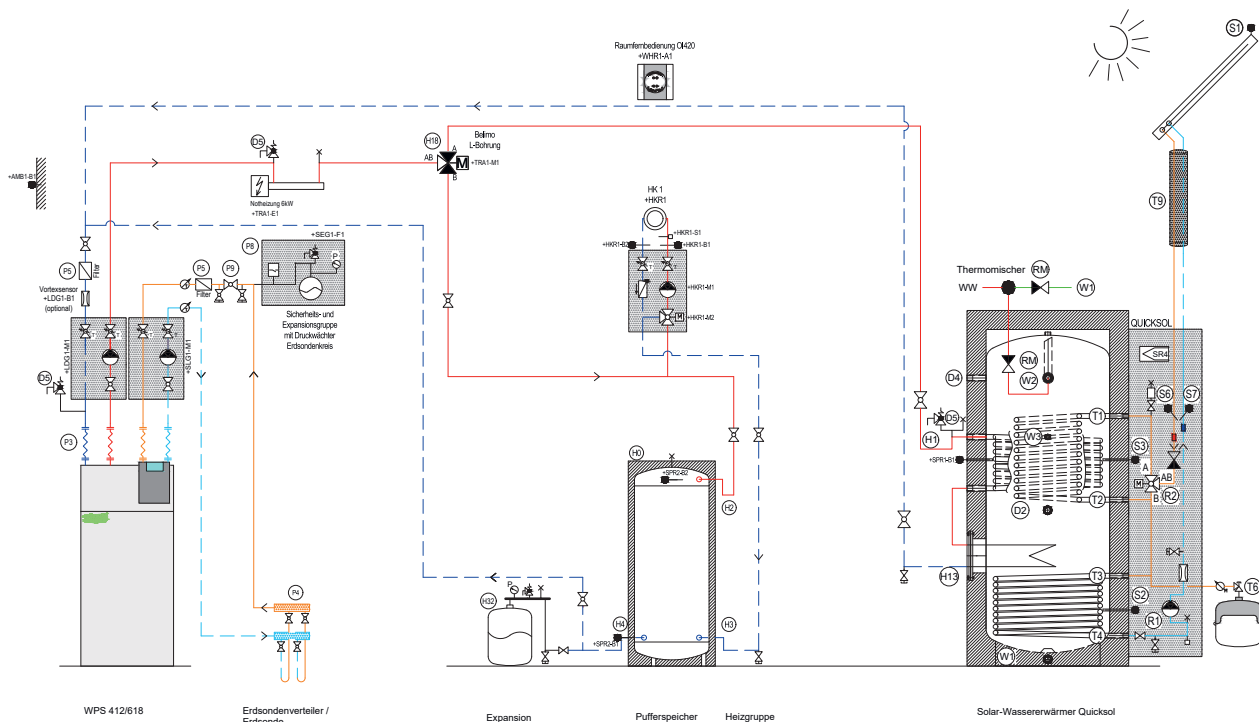 S1
Raumfernbedienung OI420
+WHR1-A1
D5
H18
A
AB
B
M
Belimo
L-Bohrung
+TRA1-M1
+AMB1-B1
Notheizung 6kW
+TRA1-E1
HK 1
+HKR1
T9
P5
Filter
Vortexsensor
+LDG1-B1
(optional)
P5
Filter
P9
P8
+SEG1-F1
P
Sicherheits- und
Expansionsgruppe
mit Druckwächter
Erdsondenkreis
+HKR1-S1
+HKR1-B2
+HKR1-B1
+HKR1-M1
+HKR1-M2
M
Thermomischer
WW
RM
W1
QUICKSOL
SR4
+LDG1-M1
+SLG1-M1
D5
P3
RM
W2
D4
D5
H1
W3
+SPR1-B1
D2
H13
T1
T2
T3
T4
S6
S7
S3
A
AB
M
B
R2
S2
R1
T6
W1
H0
+SPR2-B2
H2
H4
+SPR2-B1
H3
P
H32
P4
WPS 412/618
Erdsondenverteiler /
Erdsonde
Expansion
Pufferspeicher
Heizgruppe
Solar-Wassererwärmer Quicksol